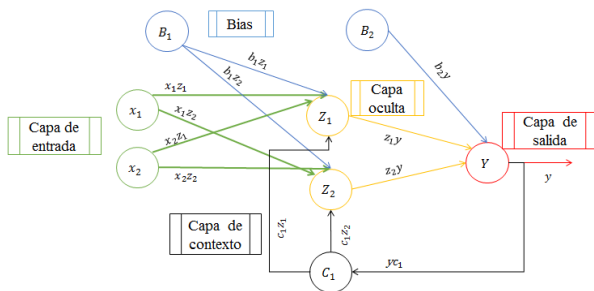 B₁
Bias
B₂
b₁z₁
b₁z₂
b₂y
x₁z₁
x₁
x₁z₂
x₂z₁
x₂
x₂z₂
Capa de
entrada
Z₁
Capa
oculta
Z₂
z₁y
z₂y
Capa de
salida
Y
y
Capa de
contexto
c₁z₁
c₁z₂
C₁
yc₁